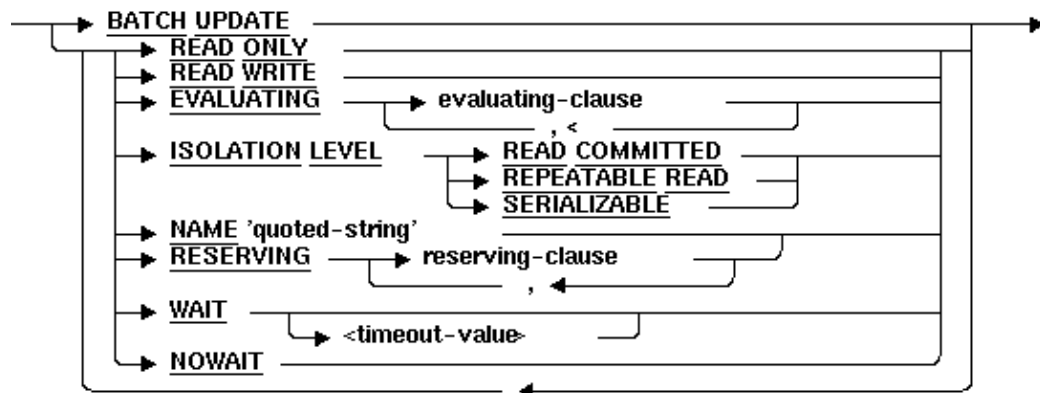 BATCH UPDATE
READ ONLY
READ WRITE
EVALUATING evaluating-clause
, <
ISOLATION LEVEL READ COMMITTED
REPEATABLE READ
SERIALIZABLE
NAME 'quoted-string'
RESERVING reserving-clause
,
WAIT
<timeout-value>
NOWAIT